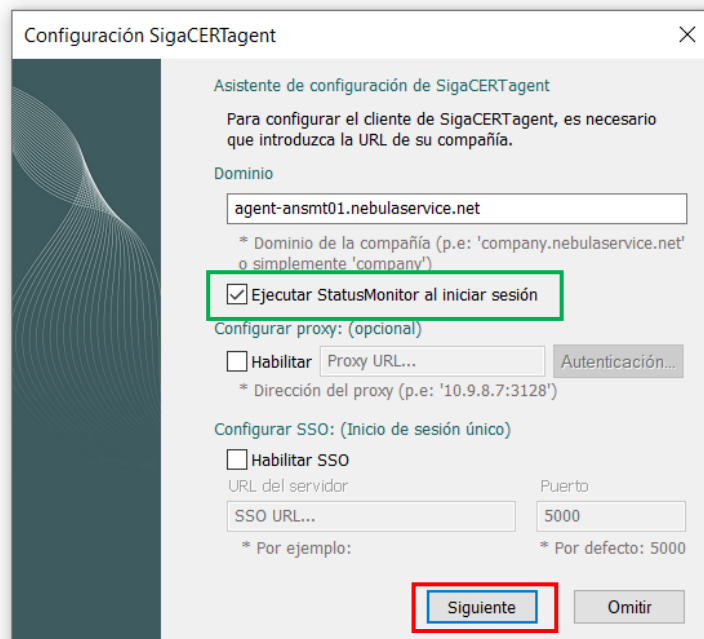 Configuración SigaCERTagent
Asistente de configuración de SigaCERTagent
Para configurar el cliente de SigaCERTagent, es necesario
que introduzca la URL de su compañía.
Dominio
agent-ansmt01.nebulaservice.net
* Dominio de la compañía (p.e: 'company.nebulaservice.net'
o simplemente 'company')
Ejecutar StatusMonitor al iniciar sesión
Configurar proxy: (opcional)
Habilitar Proxy URL... Autenticación...
* Dirección del proxy (p.e: '10.9.8.7:3128')
Configurar SSO: (Inicio de sesión único)
Habilitar SSO
URL del servidor Puerto
SSO URL... 5000
* Por ejemplo: * Por defecto: 5000
Siguiente Omitir